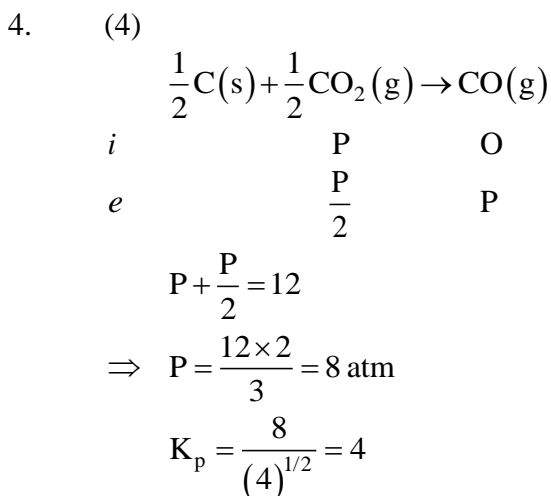 4. (4)
1/2 C(s) + 1/2 CO₂(g) → CO(g)
i P O
e P/2 P
P + P/2 = 12
⇒ P = 12×2/3 = 8 atm
Kₚ = 8/(4)^1/2 = 4